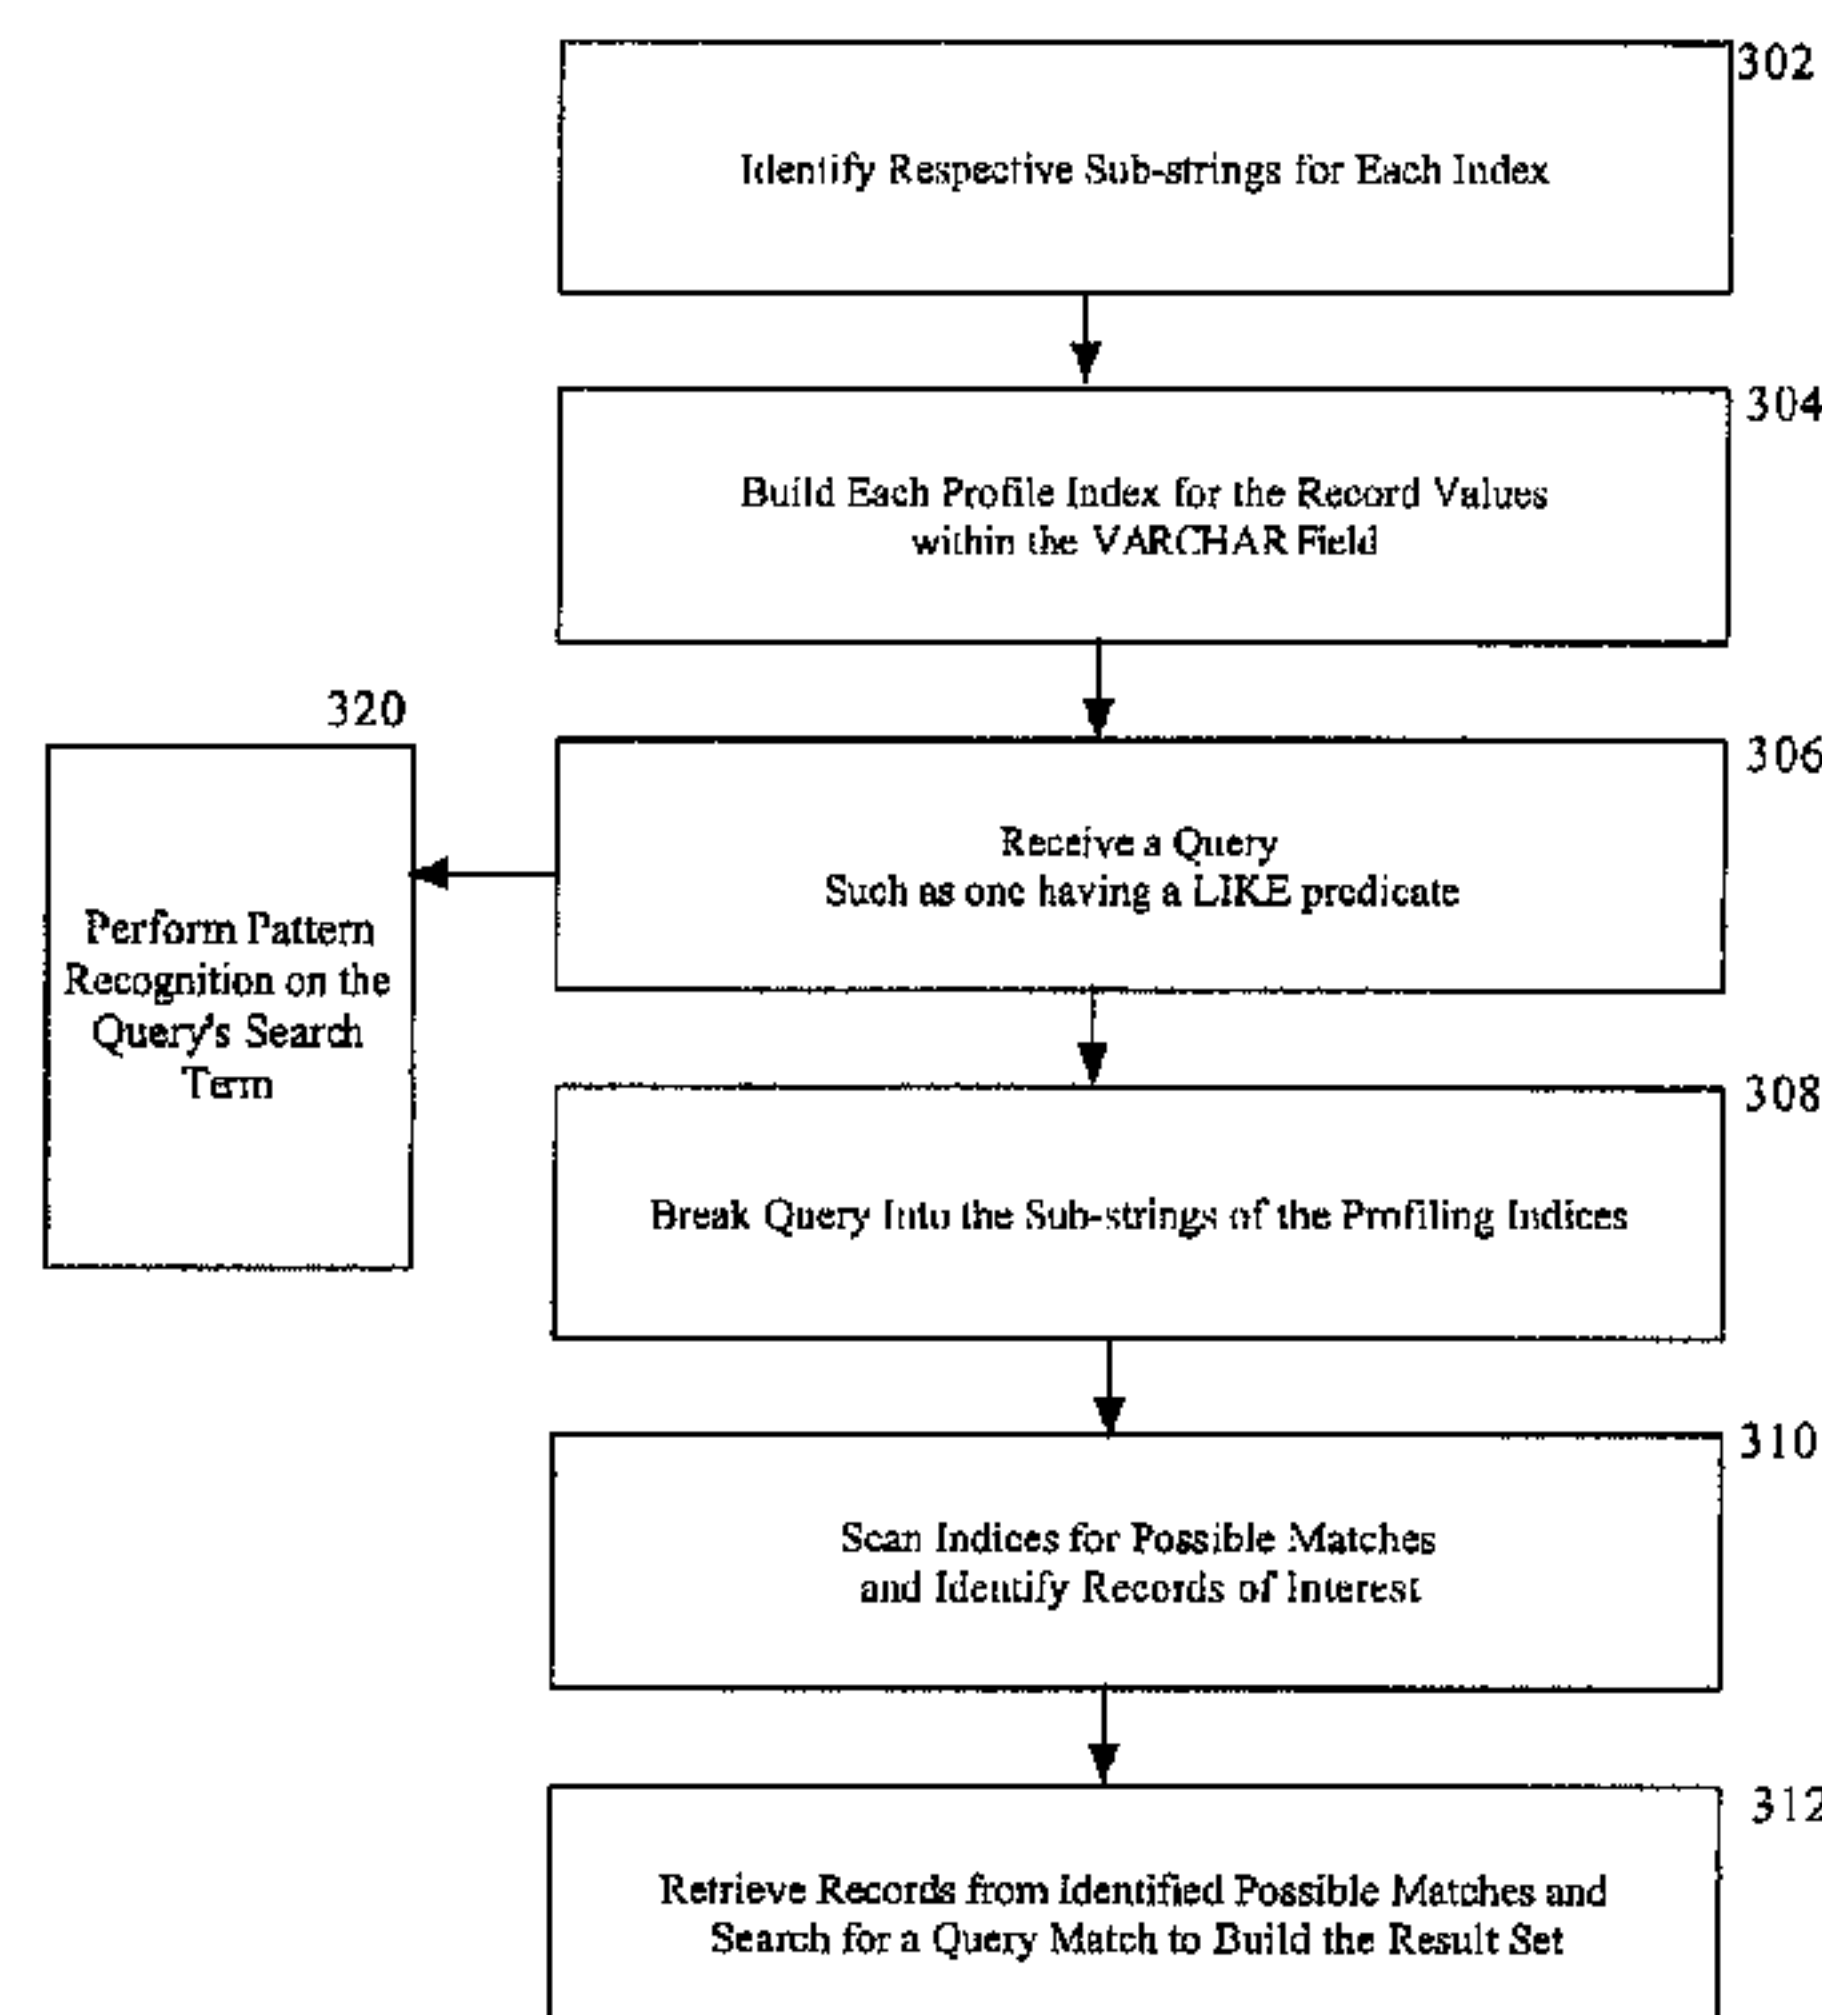 302
Identify Respective Sub-strings for Each Index
304
Build Each Profile Index for the Record Values
within the VARCHAR Field
320
306
Receive a Query
Such as one having a LIKE predicate
Perform Pattern
Recognition on the
Query's Search
Term
308
Break Query Into the Sub-strings of the Profiling Indices
310
Scan Indices for Possible Matches
and Identify Records of Interest
312
Retrieve Records from Identified Possible Matches and
Search for a Query Match to Build the Result Set